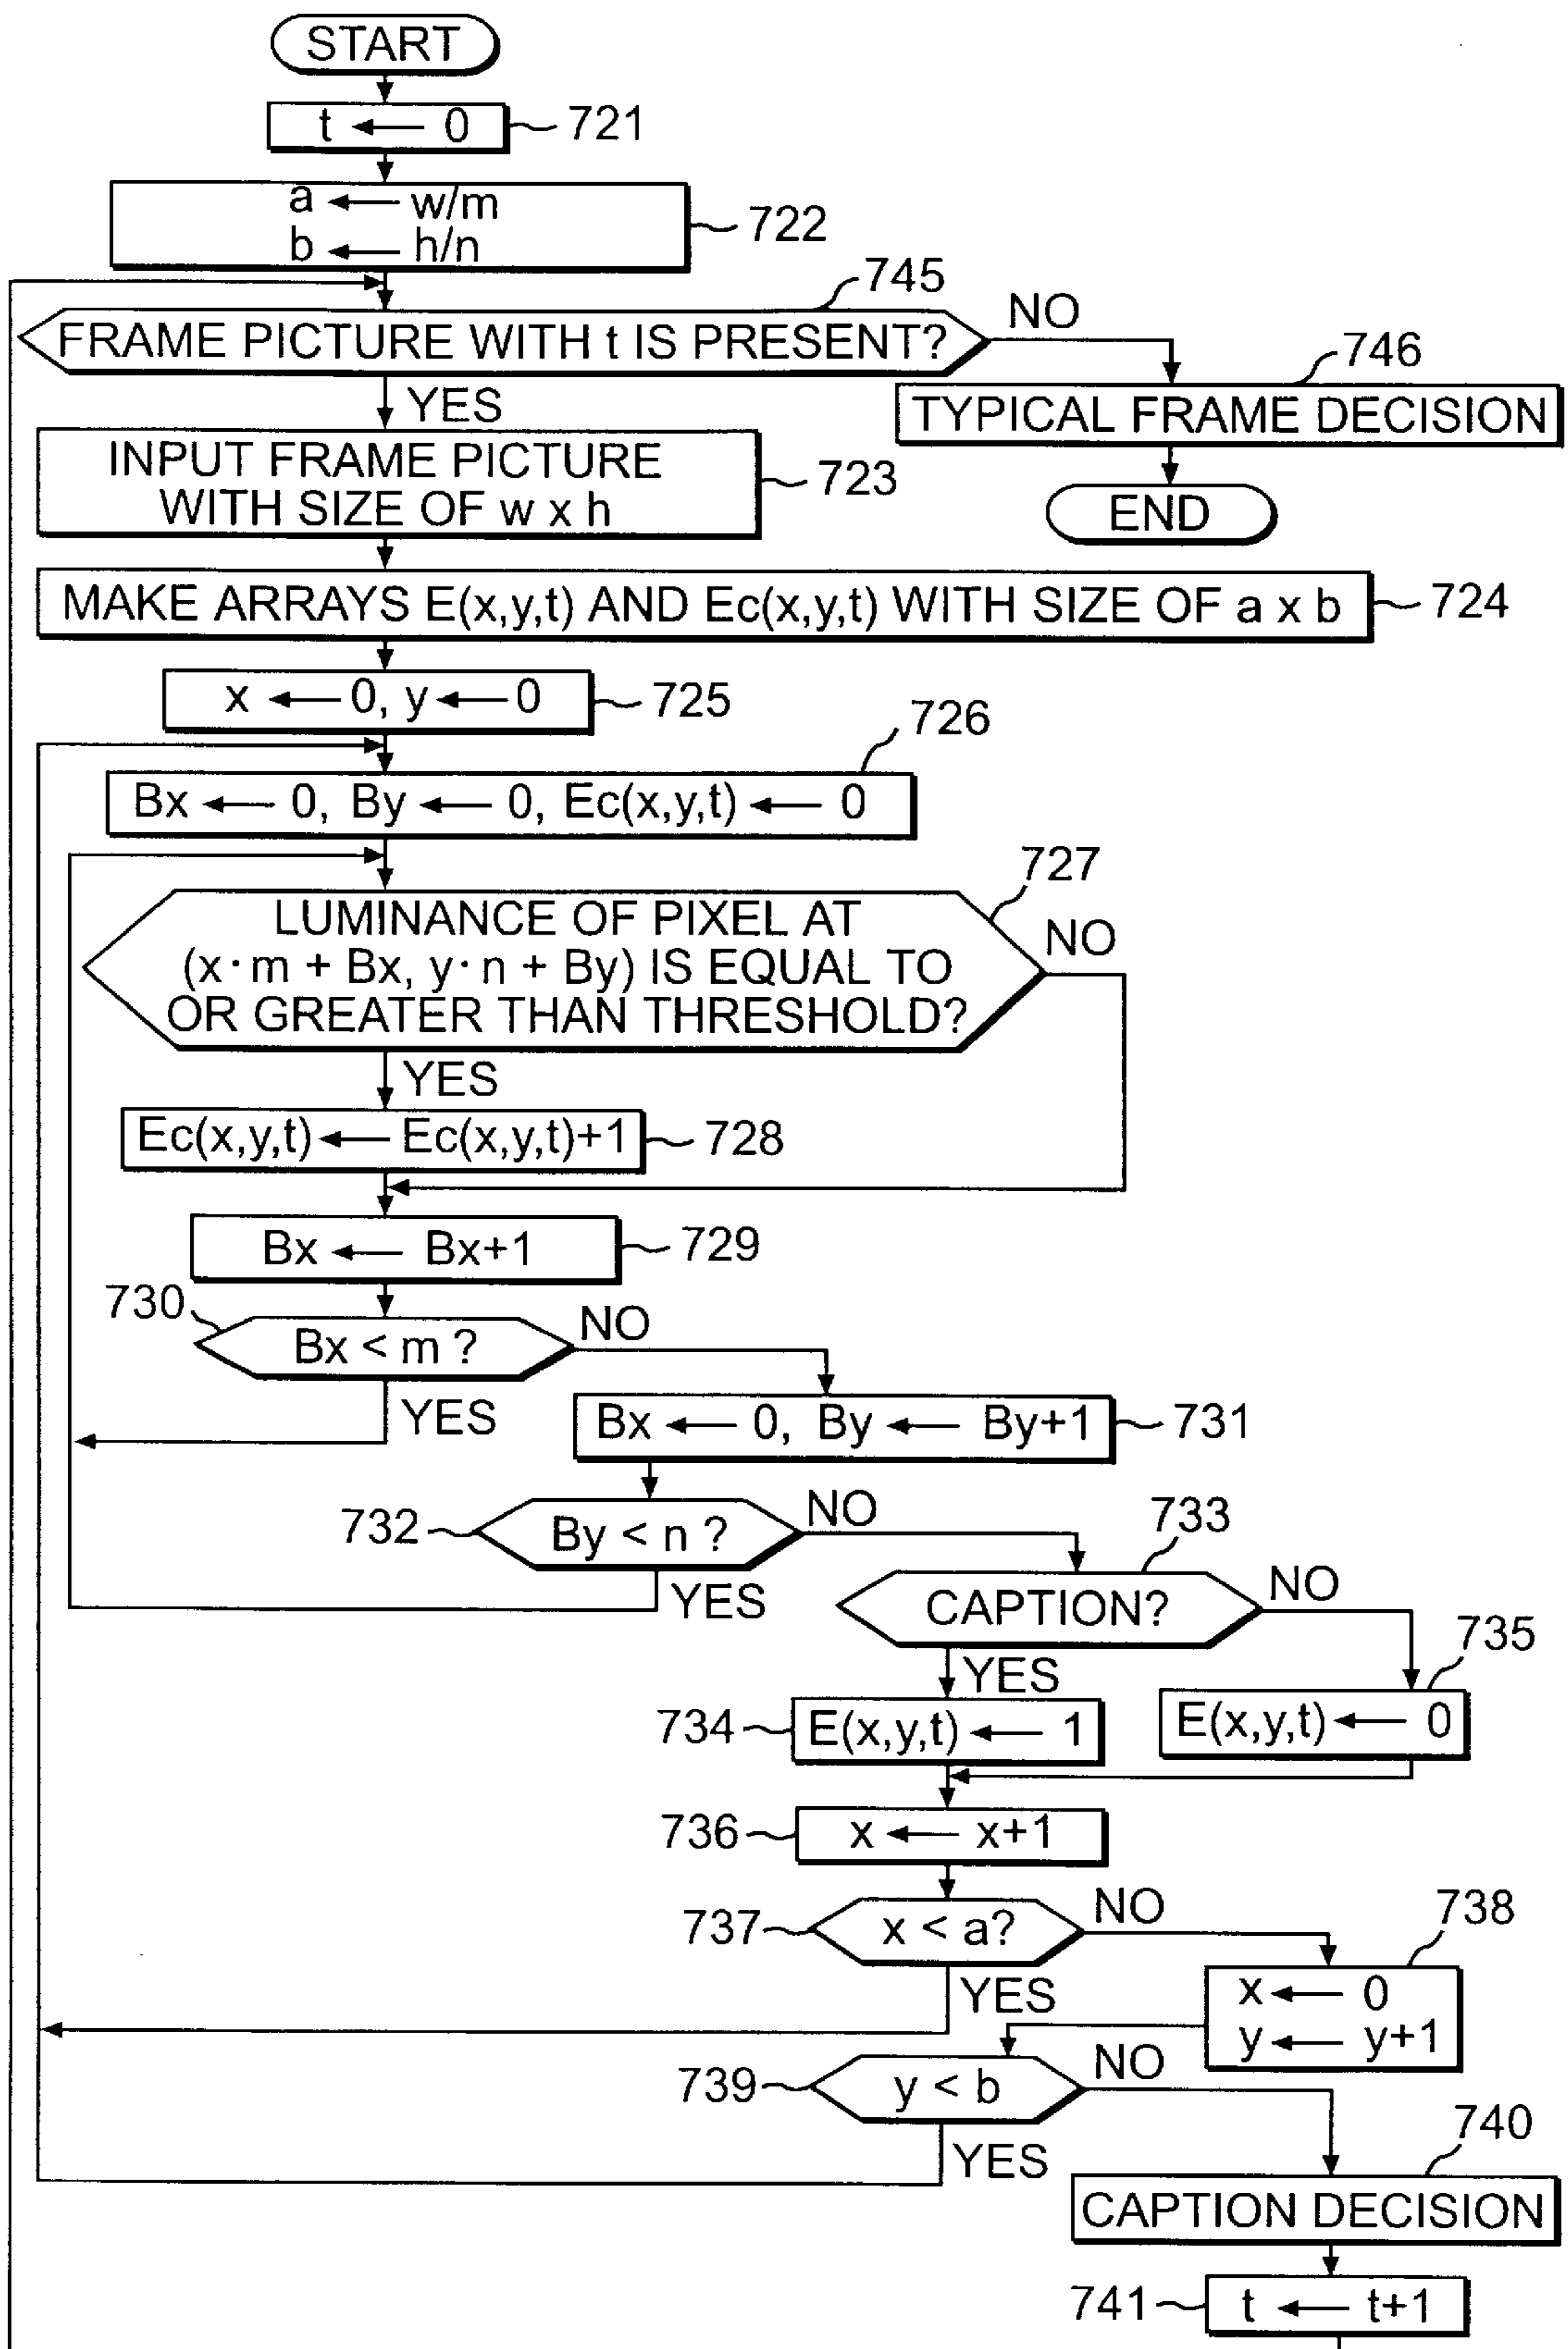 START
t ← 0
721
a ← w/m
b ← h/n
722
745
FRAME PICTURE WITH t IS PRESENT?
NO
746
TYPICAL FRAME DECISION
END
YES
INPUT FRAME PICTURE
WITH SIZE OF w x h
723
MAKE ARRAYS E(x,y,t) AND Ec(x,y,t) WITH SIZE OF a x b
724
x ← 0, y ← 0
725
726
Bx ← 0, By ← 0, Ec(x,y,t) ← 0
727
LUMINANCE OF PIXEL AT
(x·m + Bx, y·n + By) IS EQUAL TO
OR GREATER THAN THRESHOLD?
NO
YES
Ec(x,y,t) ← Ec(x,y,t)+1
728
Bx ← Bx+1
729
730
Bx < m ?
NO
YES
Bx ← 0, By ← By+1
731
732
By < n ?
NO
YES
733
CAPTION?
NO
YES
735
734
E(x,y,t) ← 1
E(x,y,t) ← 0
736
x ← x+1
737
x < a?
NO
YES
738
x ← 0
y ← y+1
739
y < b
NO
YES
740
CAPTION DECISION
741
t ← t+1